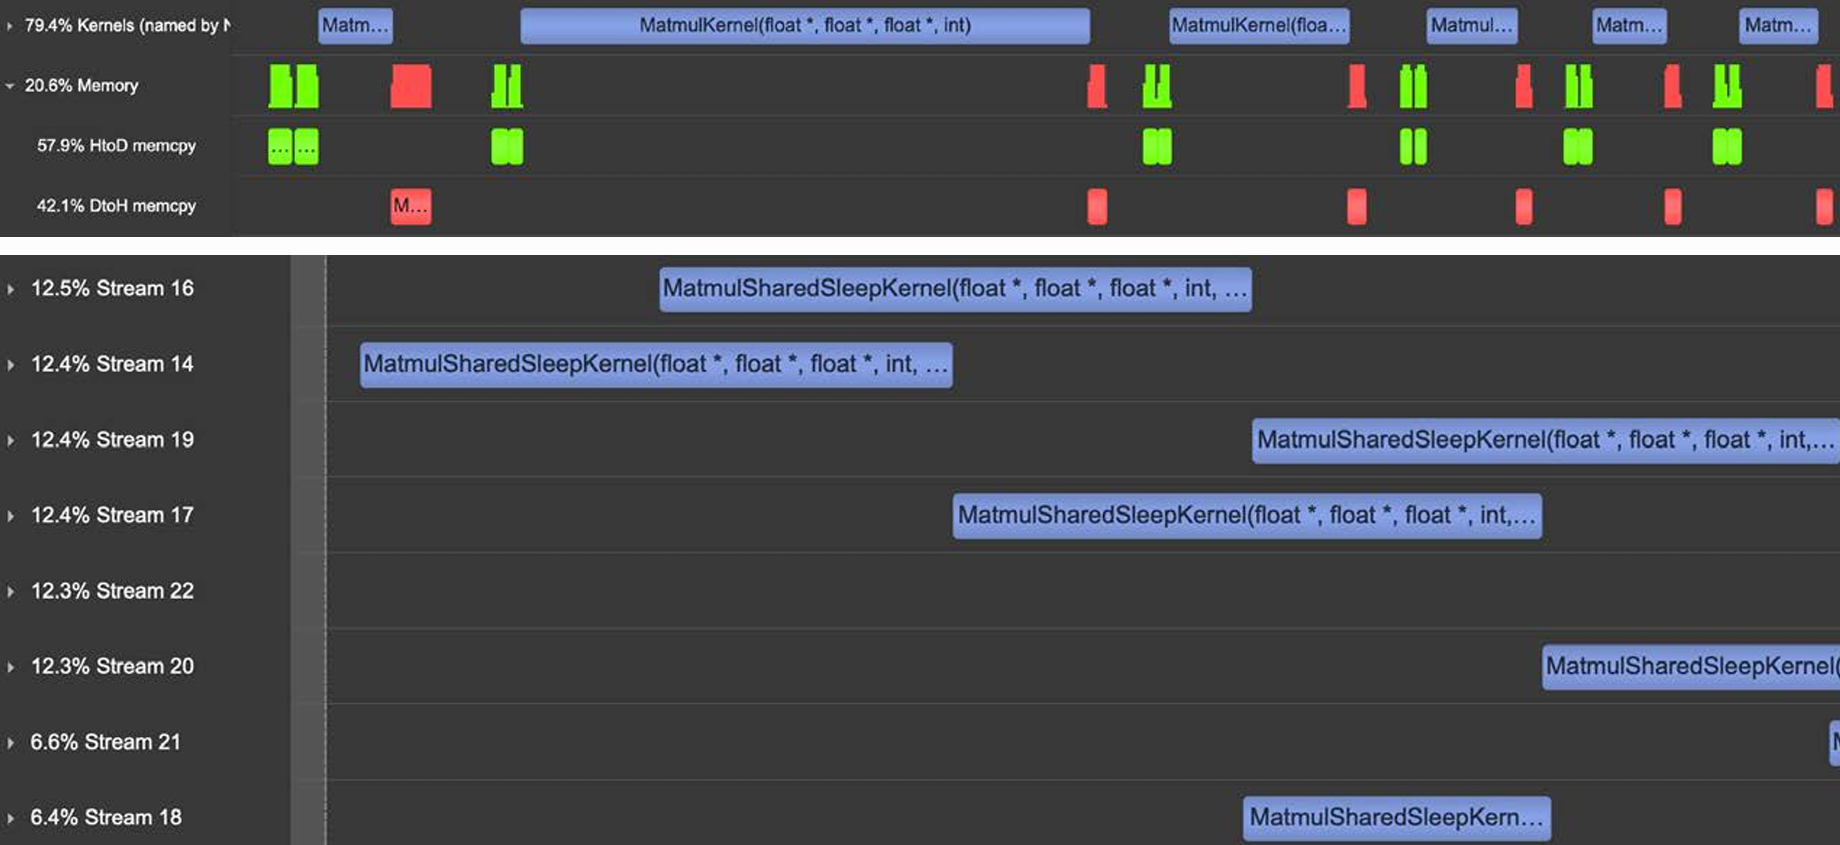 79.4% Kernels (named by N
Matm...
MatmulKernel(float *, float *, float *, int)
MatmulKernel(floa...
Matmul...
Matm...
Matm...
20.6% Memory
57.9% HtoD memcpy
... ...
42.1% DtoH memcpy
M...
12.5% Stream 16
MatmulSharedSleepKernel(float *, float *, float *, int, ...
12.4% Stream 14
MatmulSharedSleepKernel(float *, float *, float *, int, ...
12.4% Stream 19
MatmulSharedSleepKernel(float *, float *, float *, int,...
12.4% Stream 17
MatmulSharedSleepKernel(float *, float *, float *, int,...
12.3% Stream 22
12.3% Stream 20
MatmulSharedSleepKernel(
6.6% Stream 21
6.4% Stream 18
MatmulSharedSleepKern...